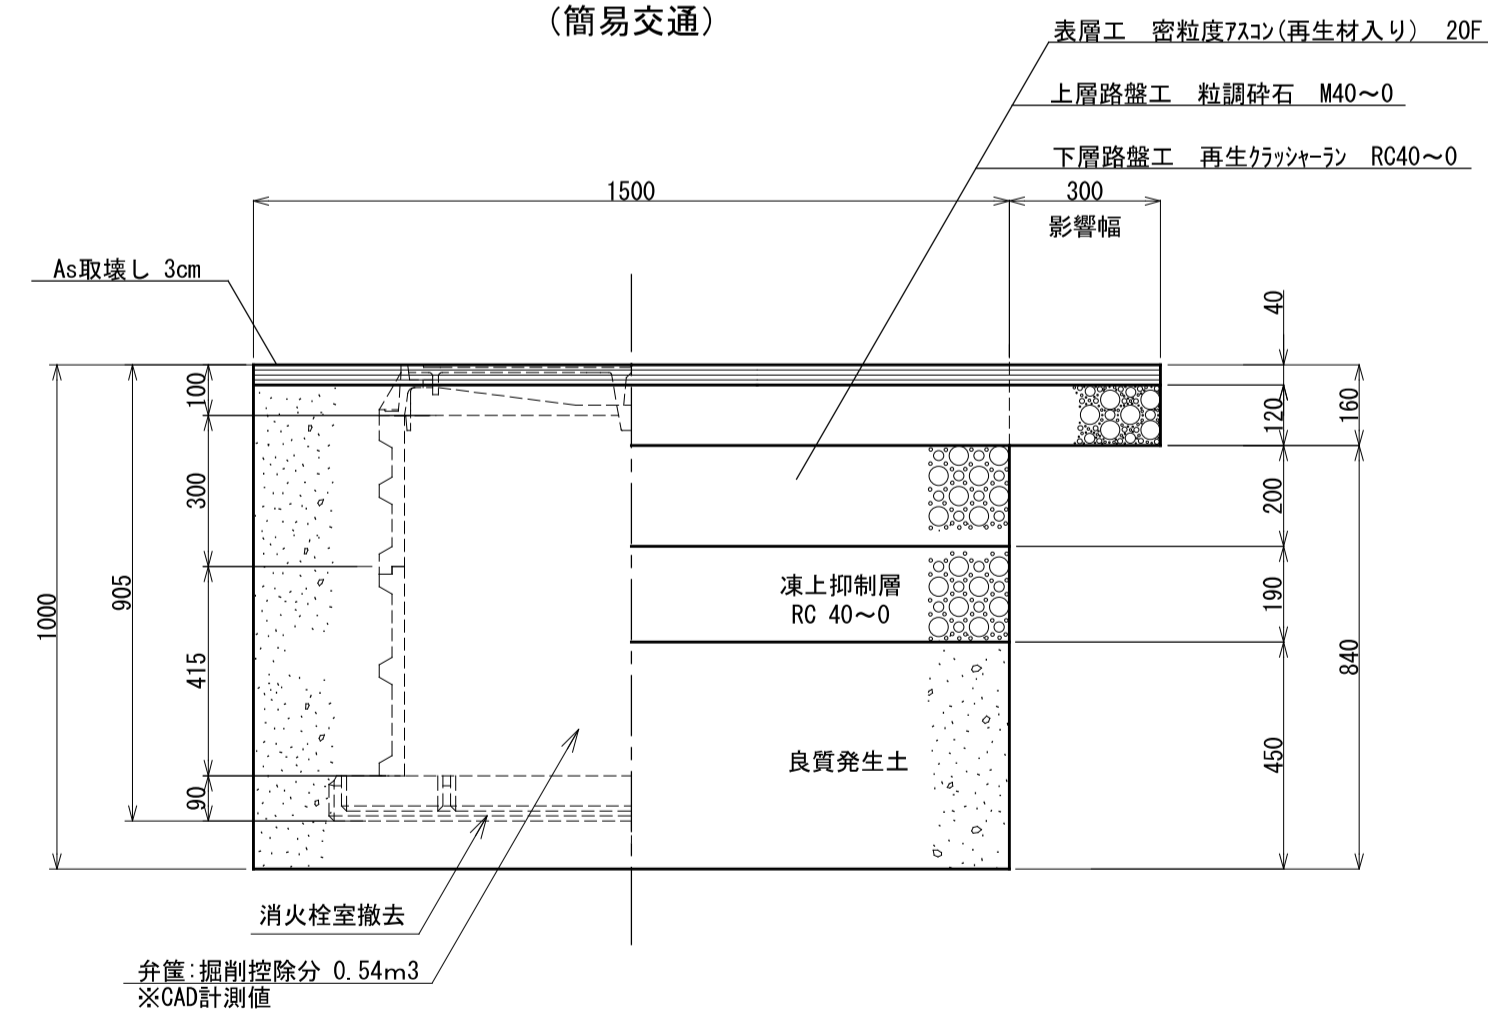 (簡易交通)
表層工　密粒度ｱｽｺﾝ(再生材入り)　20F
上層路盤工　粒調砕石　M40～0
下層路盤工　再生ｸﾗｯｼｬｰﾗﾝ　RC40～0
1500
300
影響幅
As取壊し 3cm
40
100
120
160
300
200
905
1000
凍上抑制層
RC 40～0
190
415
840
良質発生土
450
90
消火栓室撤去
弁筐:掘削控除分 0.54m3
※CAD計測値